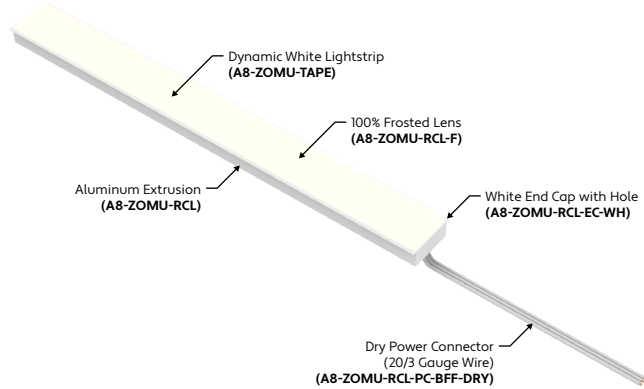 Dynamic White Lightstrip
(A8-ZOMU-TAPE)
100% Frosted Lens
(A8-ZOMU-RCL-F)
Aluminum Extrusion
(A8-ZOMU-RCL)
White End Cap with Hole
(A8-ZOMU-RCL-EC-WH)
Dry Power Connector
(20/3 Gauge Wire)
(A8-ZOMU-RCL-PC-BFF-DRY)